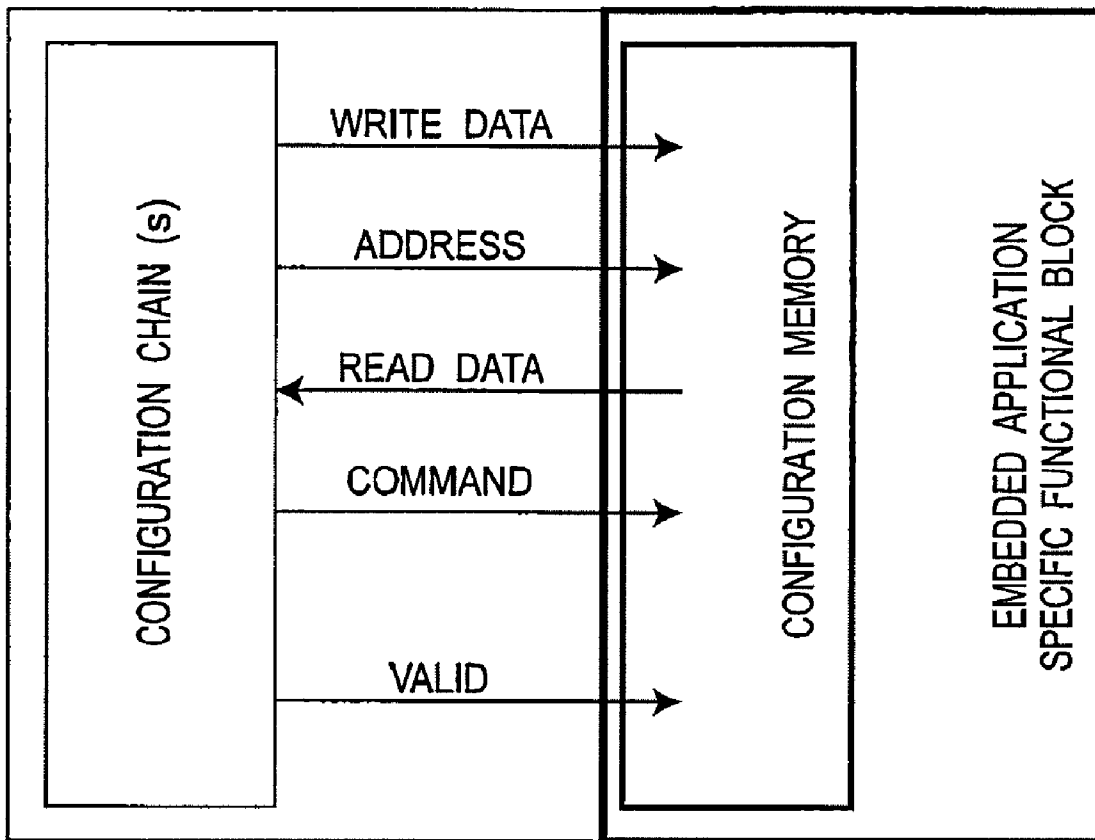 CONFIGURATION CHAIN (s)
WRITE DATA
ADDRESS
READ DATA
COMMAND
VALID
CONFIGURATION MEMORY
EMBEDDED APPLICATION
SPECIFIC FUNCTIONAL BLOCK